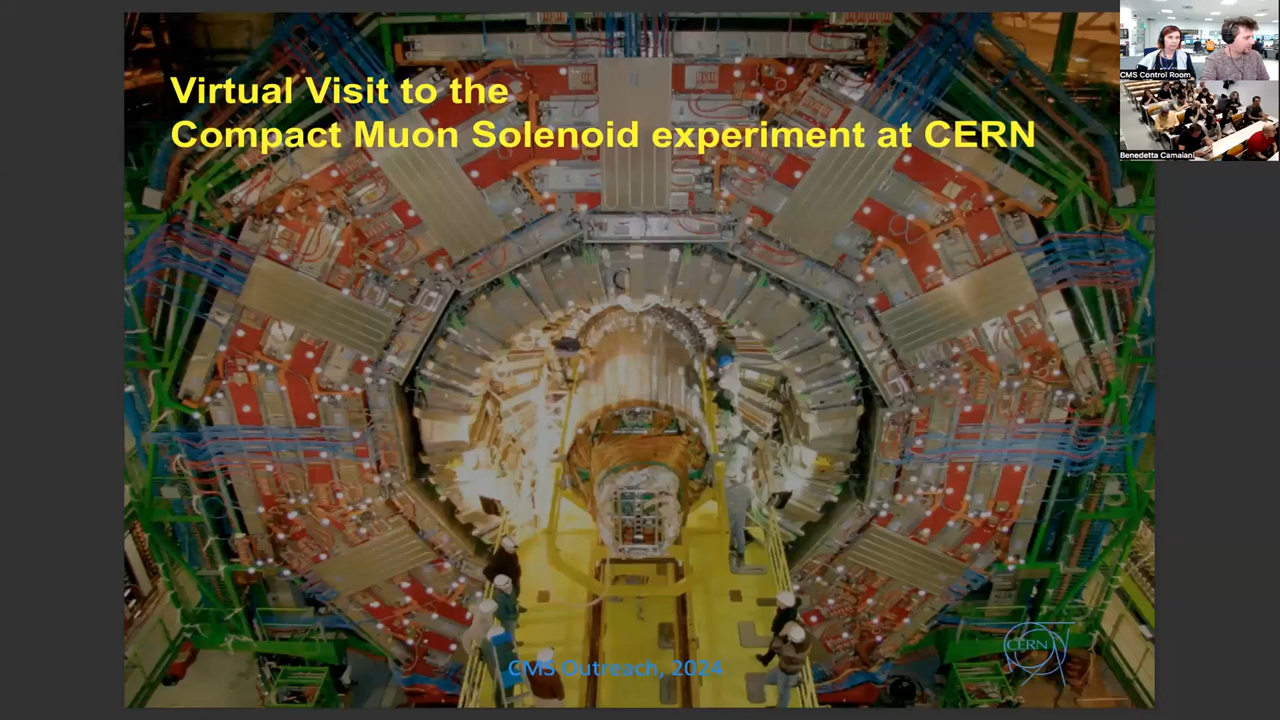 Virtual Visit to the
Compact Muon Solenoid experiment at CERN
CMS Control Room
Benedetta Camaiani
CMS Outreach, 2024
CERN